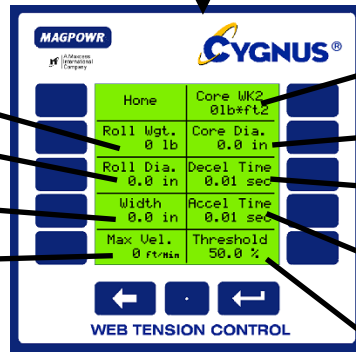 MAGPOWR
CYGNUS®
A Maxcess
International
Company
Home
Core WK2
0lb*ft2
Roll Wgt.
0 lb
Core Dia.
0.0 in
Roll Dia.
0.0 in
Decel Time
0.01 sec
Width
0.0 in
Accel Time
0.01 sec
Max Vel.
0 ft/Min
Threshold
50.0 %
WEB TENSION CONTROL